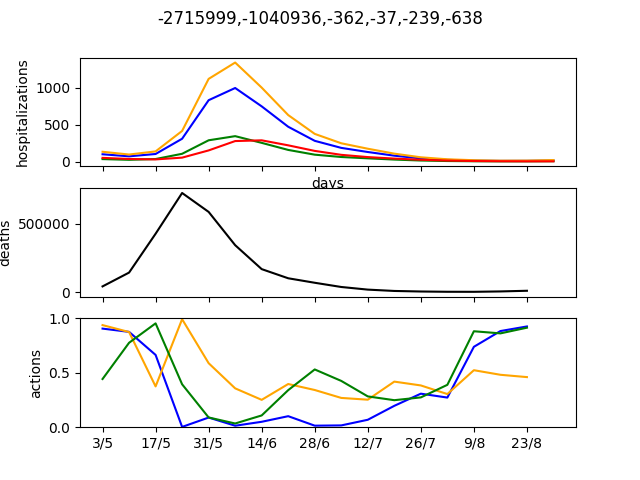 -2715999,-1040936,-362,-37,-239,-638
hospitalizations
1000
500
0
days
deaths
500000
0
actions
1.0
0.5
0.0
3/5 17/5 31/5 14/6 28/6 12/7 26/7 9/8 23/8